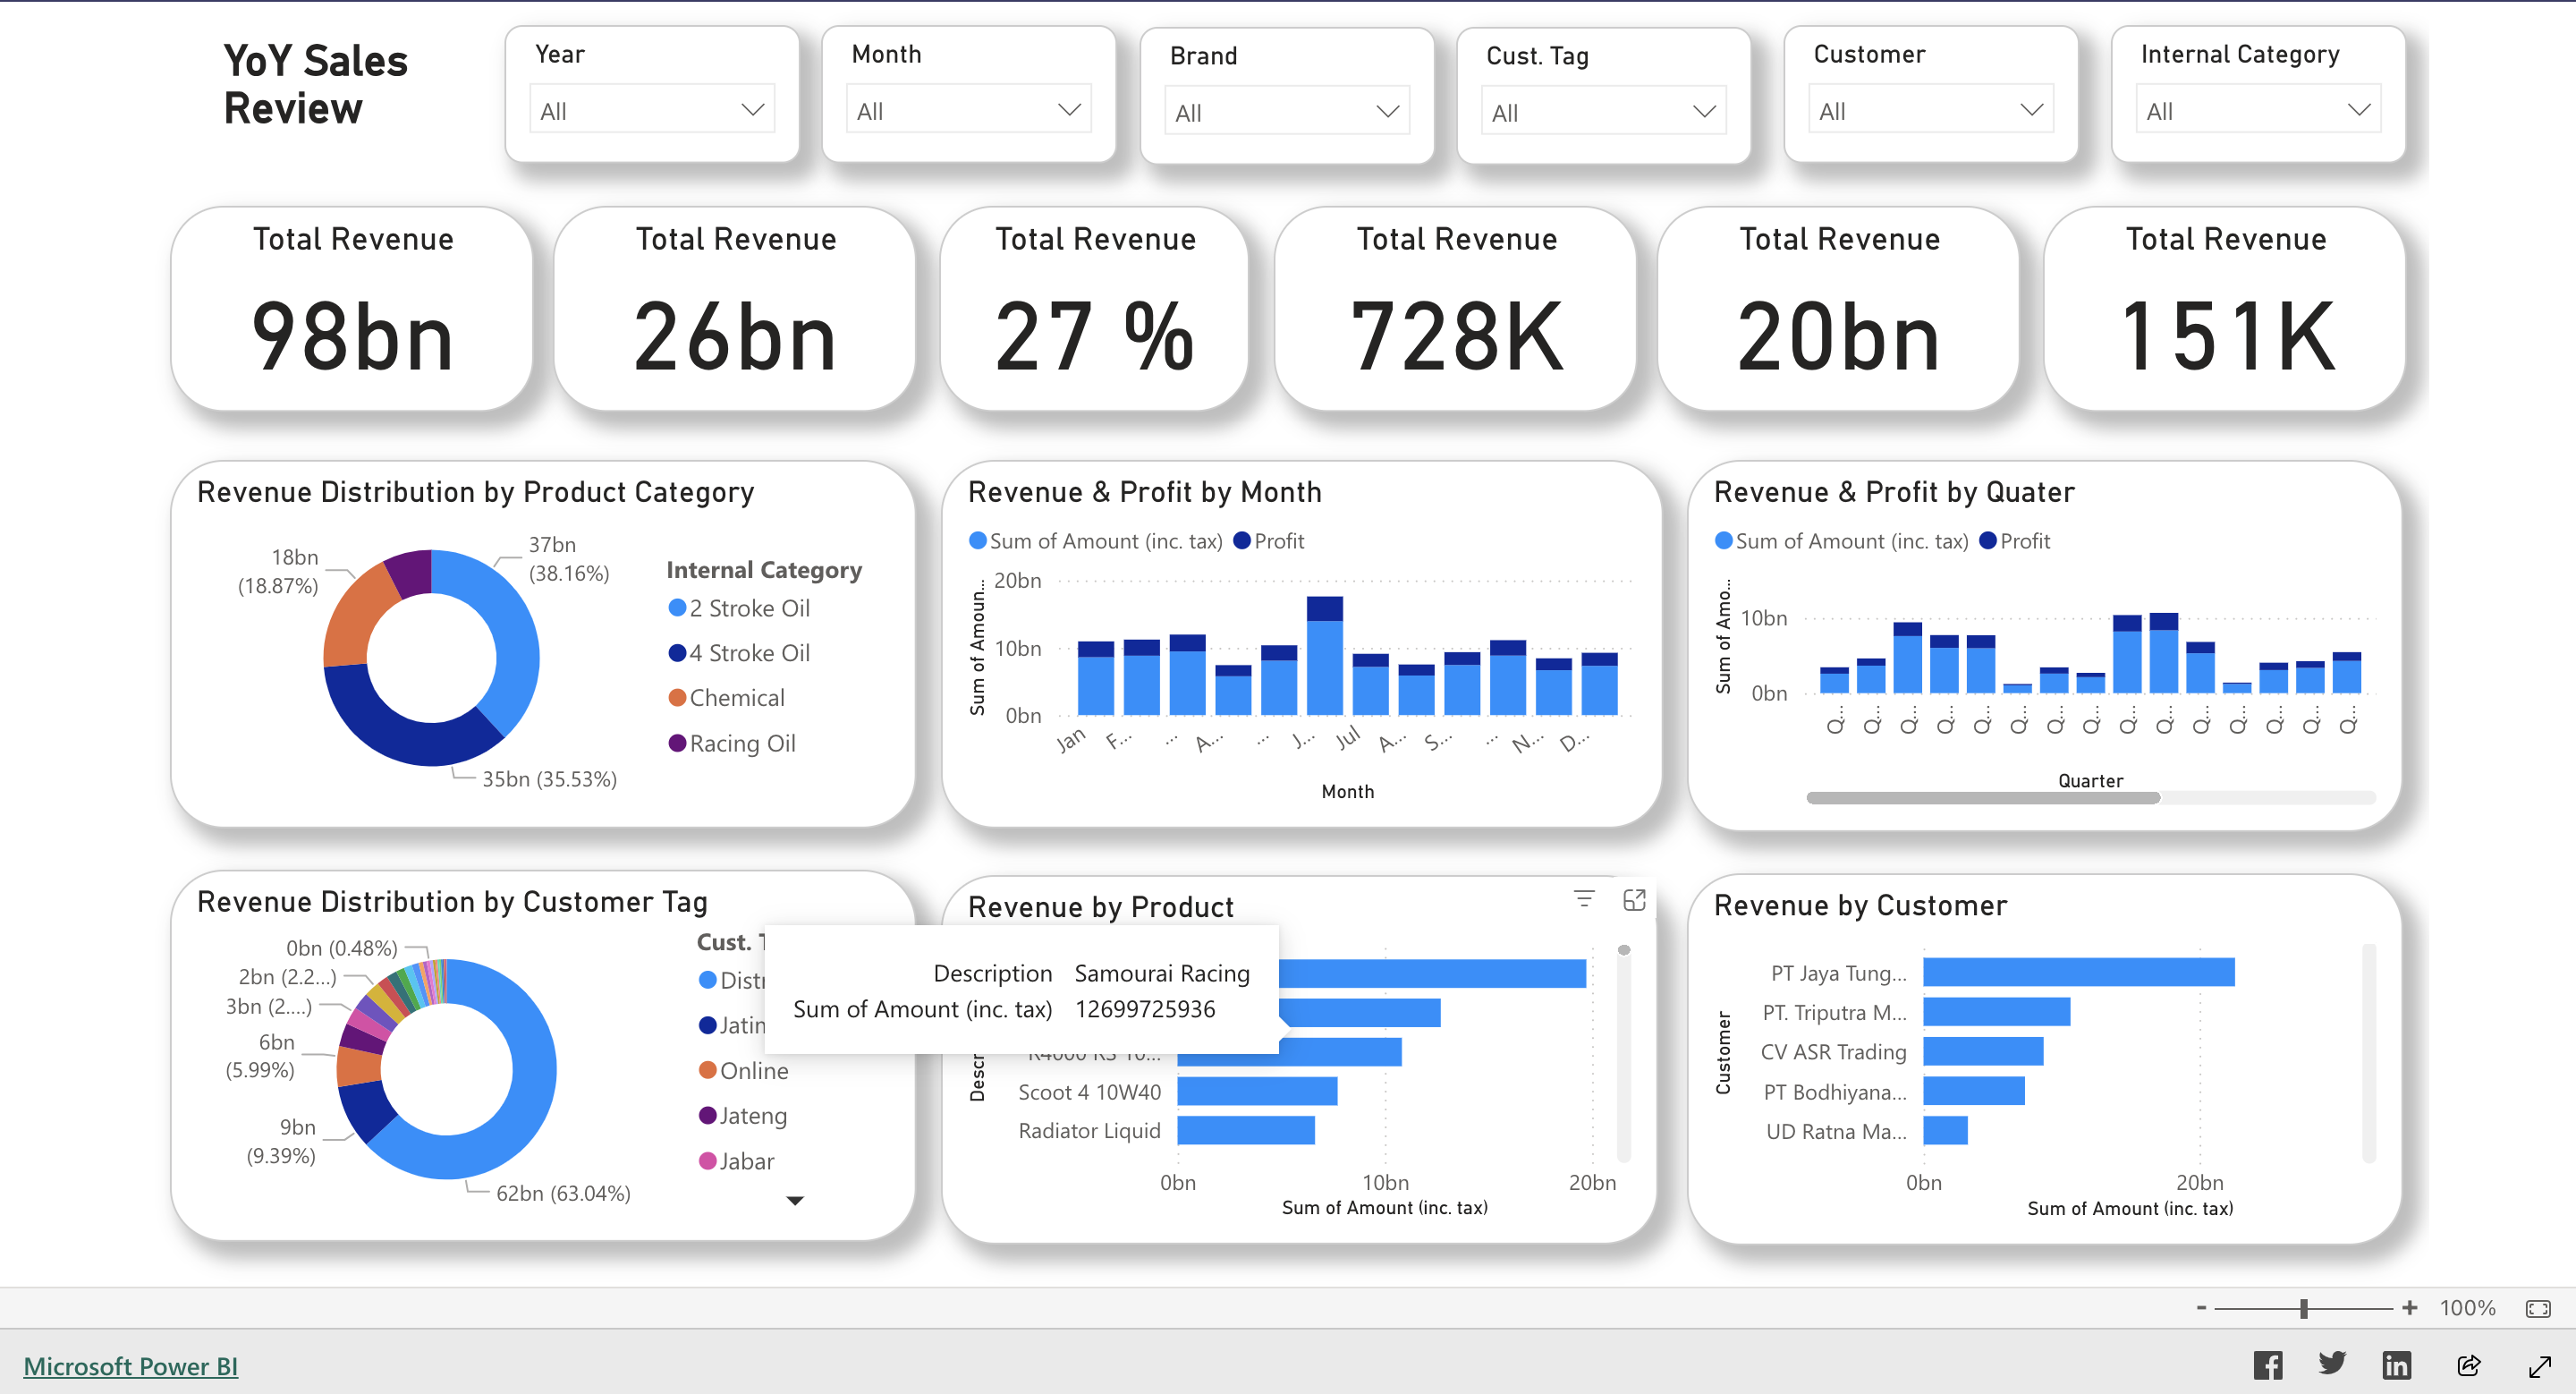 YoY Sales
Review
Year
All
Month
All
Brand
All
Cust. Tag
All
Customer
All
Internal Category
All
Total Revenue
98bn
Total Revenue
26bn
Total Revenue
27 %
Total Revenue
728K
Total Revenue
20bn
Total Revenue
151K
Revenue Distribution by Product Category
37bn
(38.16%)
18bn
(18.87%)
35bn (35.53%)
Internal Category
2 Stroke Oil
4 Stroke Oil
Chemical
Racing Oil
Revenue & Profit by Month
Sum of Amount (inc. tax) Profit
Sum of Amoun...
20bn
10bn
0bn
Jan F... ... A... ... J... Jul A... S... ... N... D...
Month
Revenue & Profit by Quater
Sum of Amount (inc. tax) Profit
Sum of Amo...
10bn
0bn
Q... Q... Q... Q... Q... Q... Q... Q... Q... Q... Q... Q... Q... Q... Q...
Quarter
Revenue Distribution by Customer Tag
0bn (0.48%)
2bn (2.2...)
3bn (2....)
6bn
(5.99%)
9bn
(9.39%)
62bn (63.04%)
Cust.
Distr
Jatin
Online
Jateng
Jabar
Revenue by Product
Description Samourai Racing
Sum of Amount (inc. tax) 12699725936
Descr
Scoot 4 10W40
Radiator Liquid
0bn 10bn 20bn
Sum of Amount (inc. tax)
Revenue by Customer
Customer
PT Jaya Tung...
PT. Triputra M...
CV ASR Trading
PT Bodhiyana...
UD Ratna Ma...
0bn 20bn
Sum of Amount (inc. tax)
- + 100%
Microsoft Power BI